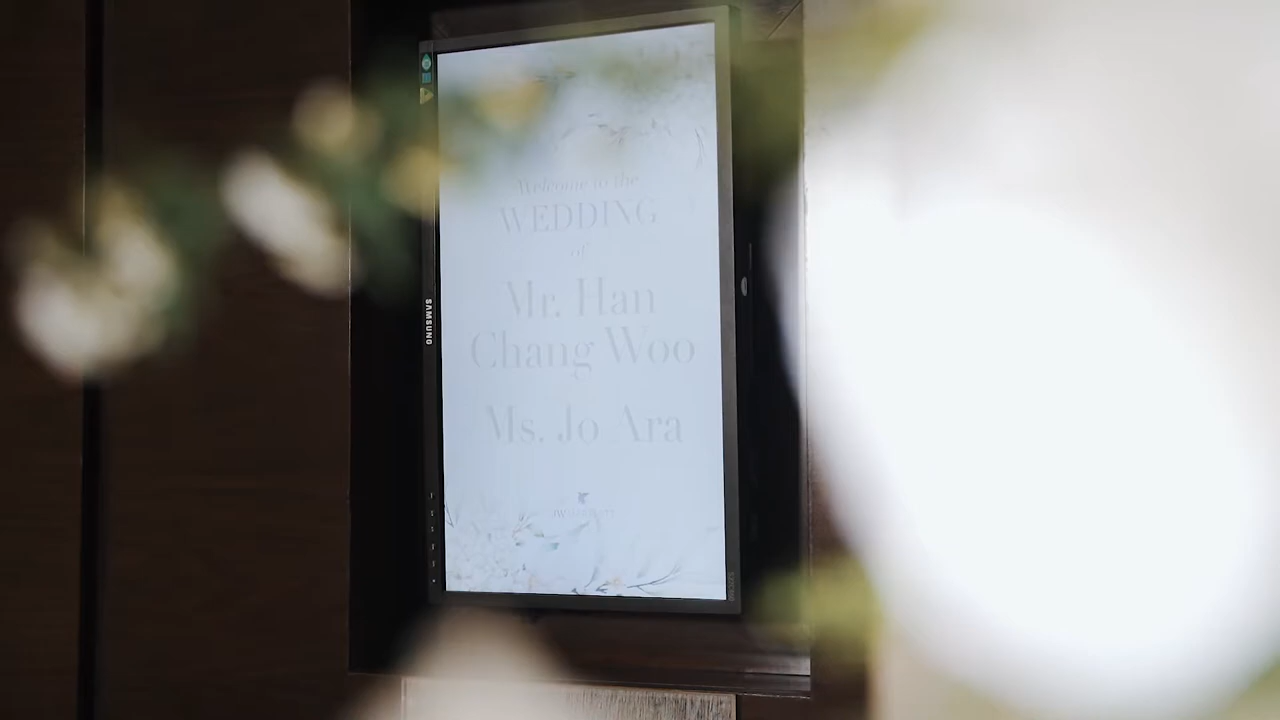 Welcome to the
WEDDING
of
Mr. Han
Chang Woo
Ms. Jo Ara
SAMSUNG